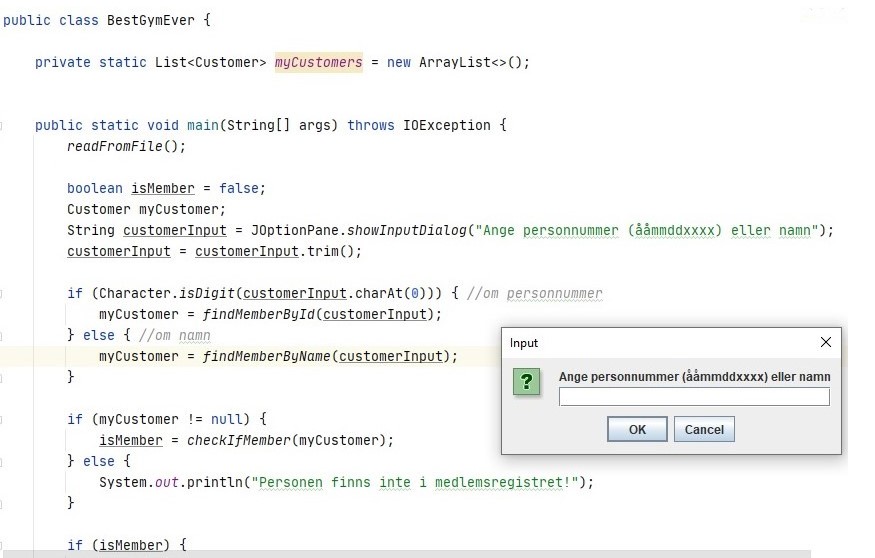 public class BestGymEver {
private static List<Customer> myCustomers = new ArrayList<>();
public static void main(String[] args) throws IOException {
readFromFile();
boolean isMember = false;
Customer myCustomer;
String customerInput = JOptionPane.showInputDialog("Ange personnummer (ååmmddxxxx) eller namn");
customerInput = customerInput.trim();
if (Character.isDigit(customerInput.charAt(0))) { //om personnummer
myCustomer = findMemberById(customerInput);
} else { //om namn
myCustomer = findMemberByName(customerInput);
}
if (myCustomer != null) {
isMember = checkIfMember(myCustomer);
} else {
System.out.println("Personen finns inte i medlemsregistret!");
}
if (isMember) {
Input
Ange personnummer (ååmmddxxxx) eller namn
OK Cancel